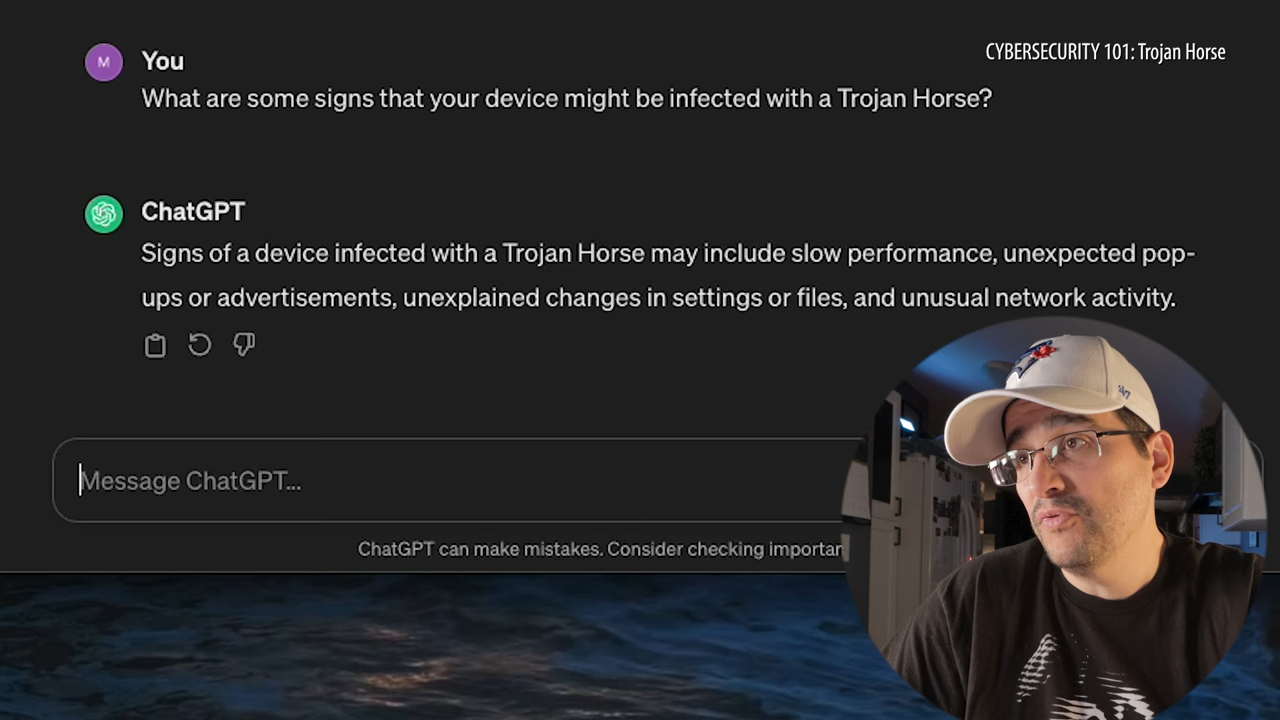 CYBERSECURITY 101: Trojan Horse
M
You
What are some signs that your device might be infected with a Trojan Horse?
ChatGPT
Signs of a device infected with a Trojan Horse may include slow performance, unexpected pop-
ups or advertisements, unexplained changes in settings or files, and unusual network activity.
Message ChatGPT...
ChatGPT can make mistakes. Consider checking importan
'47